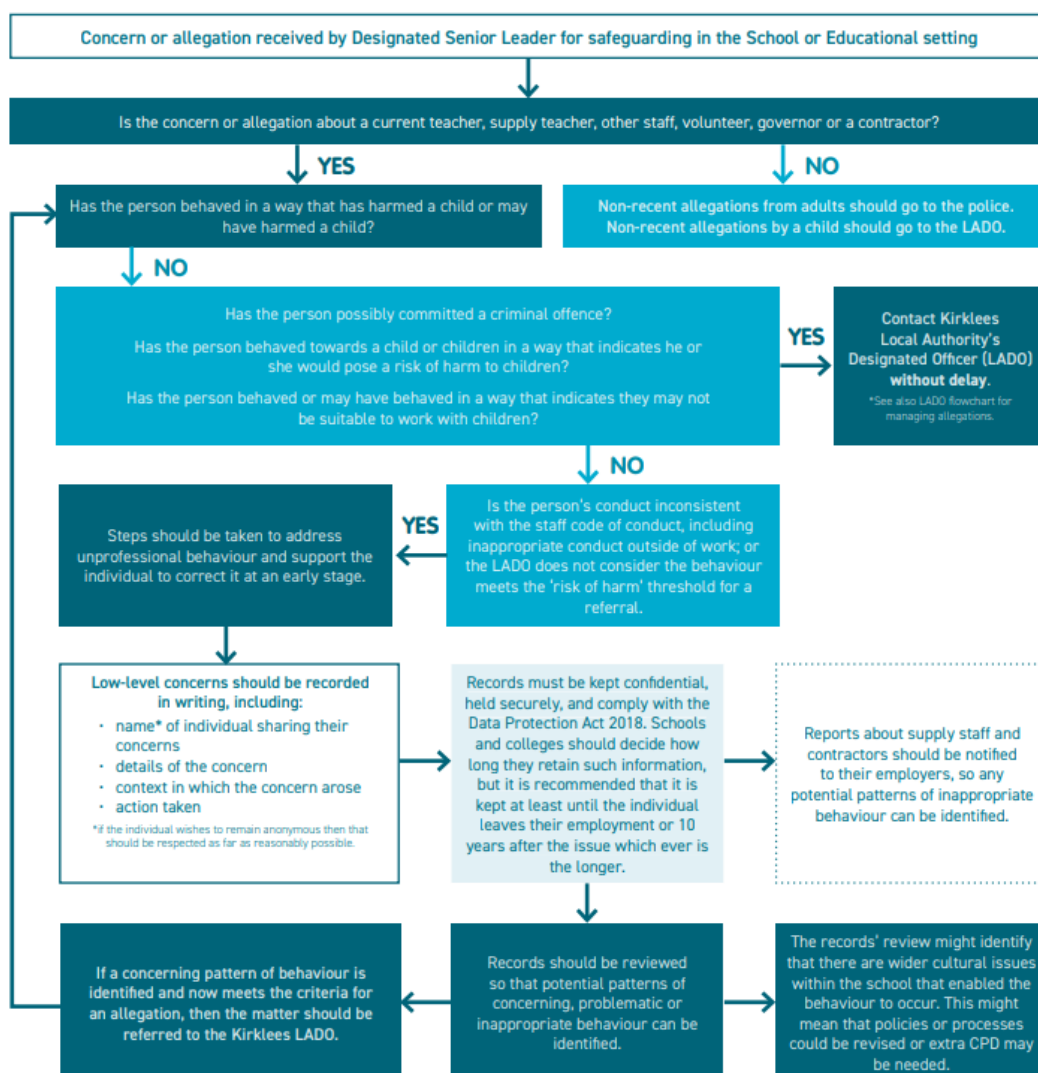 Concern or allegation received by Designated Senior Leader for safeguarding in the School or Educational setting
Is the concern or allegation about a current teacher, supply teacher, other staff, volunteer, governor or a contractor?
YES
NO
Has the person behaved in a way that has harmed a child or may
have harmed a child?
Non-recent allegations from adults should go to the police.
Non-recent allegations by a child should go to the LADO.
NO
Has the person possibly committed a criminal offence?
Has the person behaved towards a child or children in a way that indicates he or
she would pose a risk of harm to children?
Has the person behaved or may have behaved in a way that indicates they may not
be suitable to work with children?
YES
Contact Kirklees
Local Authority's
Designated Officer (LADO)
without delay.
*See also LADO flowchart for
managing allegations.
NO
Is the person's conduct inconsistent
with the staff code of conduct, including
inappropriate conduct outside of work; or
the LADO does not consider the behaviour
meets the 'risk of harm' threshold for a
referral.
YES
Steps should be taken to address
unprofessional behaviour and support the
individual to correct it at an early stage.
Low-level concerns should be recorded
in writing, including:
· name* of individual sharing their
concerns
· details of the concern
· context in which the concern arose
· action taken
*if the individual wishes to remain anonymous then that
should be respected as far as reasonably possible.
Records must be kept confidential,
held securely, and comply with the
Data Protection Act 2018. Schools
and colleges should decide how
long they retain such information,
but it is recommended that it is
kept at least until the individual
leaves their employment or 10
years after the issue which ever is
the longer.
Reports about supply staff and
contractors should be notified
to their employers, so any
potential patterns of inappropriate
behaviour can be identified.
If a concerning pattern of behaviour is
identified and now meets the criteria for
an allegation, then the matter should be
referred to the Kirklees LADO.
Records should be reviewed
so that potential patterns of
concerning, problematic or
inappropriate behaviour can be
identified.
The records' review might identify
that there are wider cultural issues
within the school that enabled the
behaviour to occur. This might
mean that policies or processes
could be revised or extra CPD may
be needed.